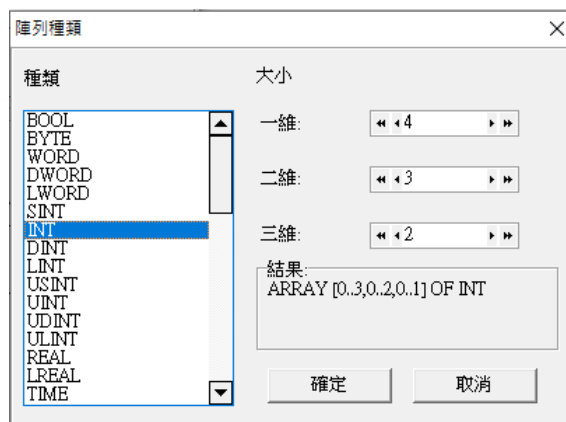 陣列種類
種類
BOOL
BYTE
WORD
DWORD
LWORD
SINT
INT
DINT
LINT
USINT
UINT
UDINT
ULINT
REAL
LREAL
TIME
大小
一維: 4
二維: 3
三維: 2
結果:
ARRAY [0..3,0..2,0..1] OF INT
確定 取消